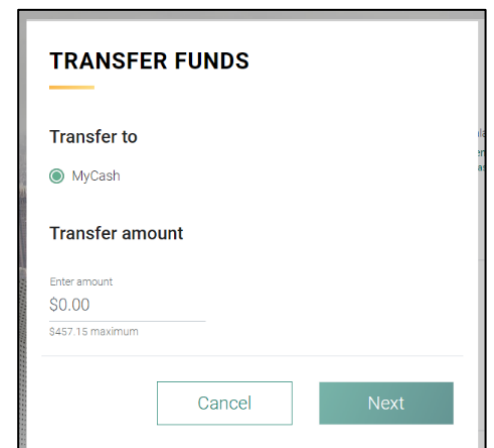 TRANSFER FUNDS
Transfer to
MyCash
Transfer amount
Enter amount
$0.00
$457.15 maximum
Cancel
Next